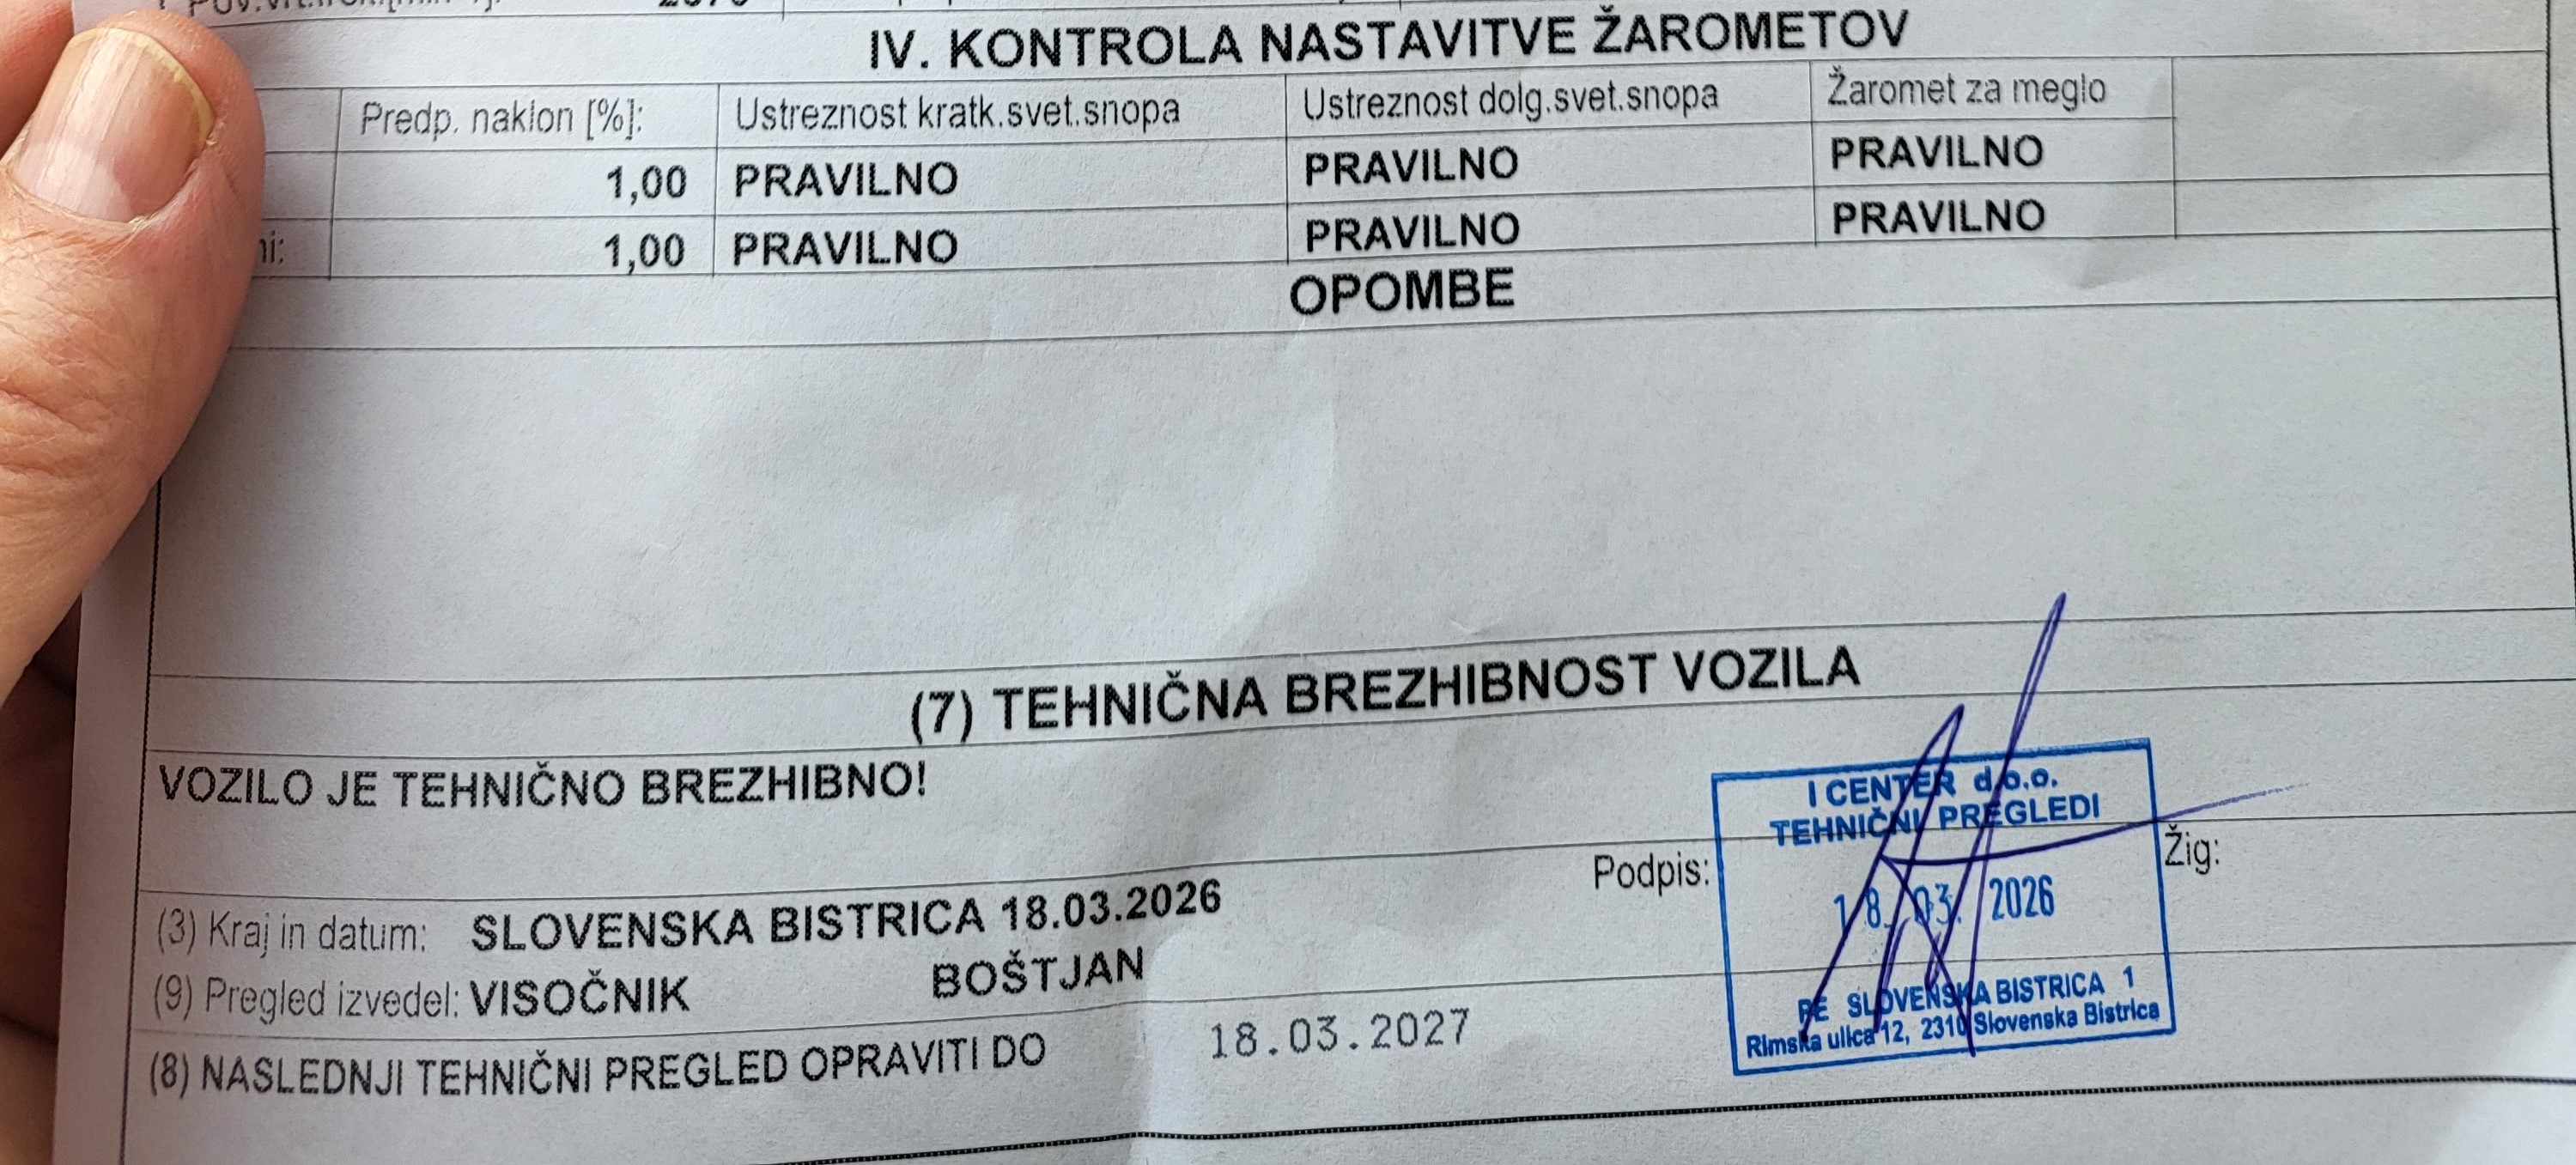 IV. KONTROLA NASTAVITVE ŽAROMETOV
Predp. naklon [%]: Ustreznost kratk.svet.snopa Ustreznost dolg.svet.snopa Žaromet za meglo
1,00 PRAVILNO PRAVILNO PRAVILNO
1,00 PRAVILNO PRAVILNO PRAVILNO
OPOMBE
(7) TEHNIČNA BREZHIBNOST VOZILA
VOZILO JE TEHNIČNO BREZHIBNO!
Podpis: Žig:
I CENTER d.o.o.
TEHNIČNI PREGLEDI
18. 03. 2026
PE SLOVENSKA BISTRICA 1
Rimska ulica 12, 2310 Slovenska Bistrica
(3) Kraj in datum: SLOVENSKA BISTRICA 18.03.2026
(9) Pregled izvedel: VISOČNIK BOŠTJAN
(8) NASLEDNJI TEHNIČNI PREGLED OPRAVITI DO 18.03.2027